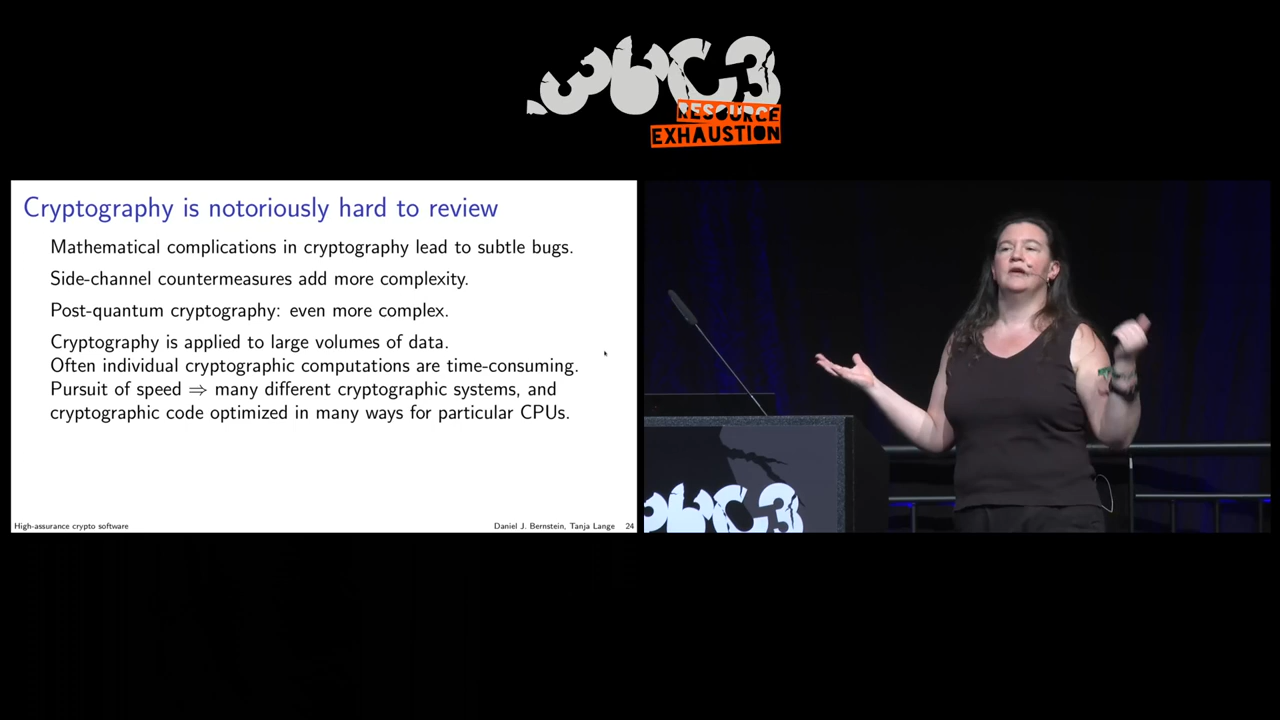 36C3
RESOURCE
EXHAUSTION
Cryptography is notoriously hard to review
Mathematical complications in cryptography lead to subtle bugs.
Side-channel countermeasures add more complexity.
Post-quantum cryptography: even more complex.
Cryptography is applied to large volumes of data.
Often individual cryptographic computations are time-consuming.
Pursuit of speed ⇒ many different cryptographic systems, and
cryptographic code optimized in many ways for particular CPUs.
High-assurance crypto software
Daniel J. Bernstein, Tanja Lange 24
36C3